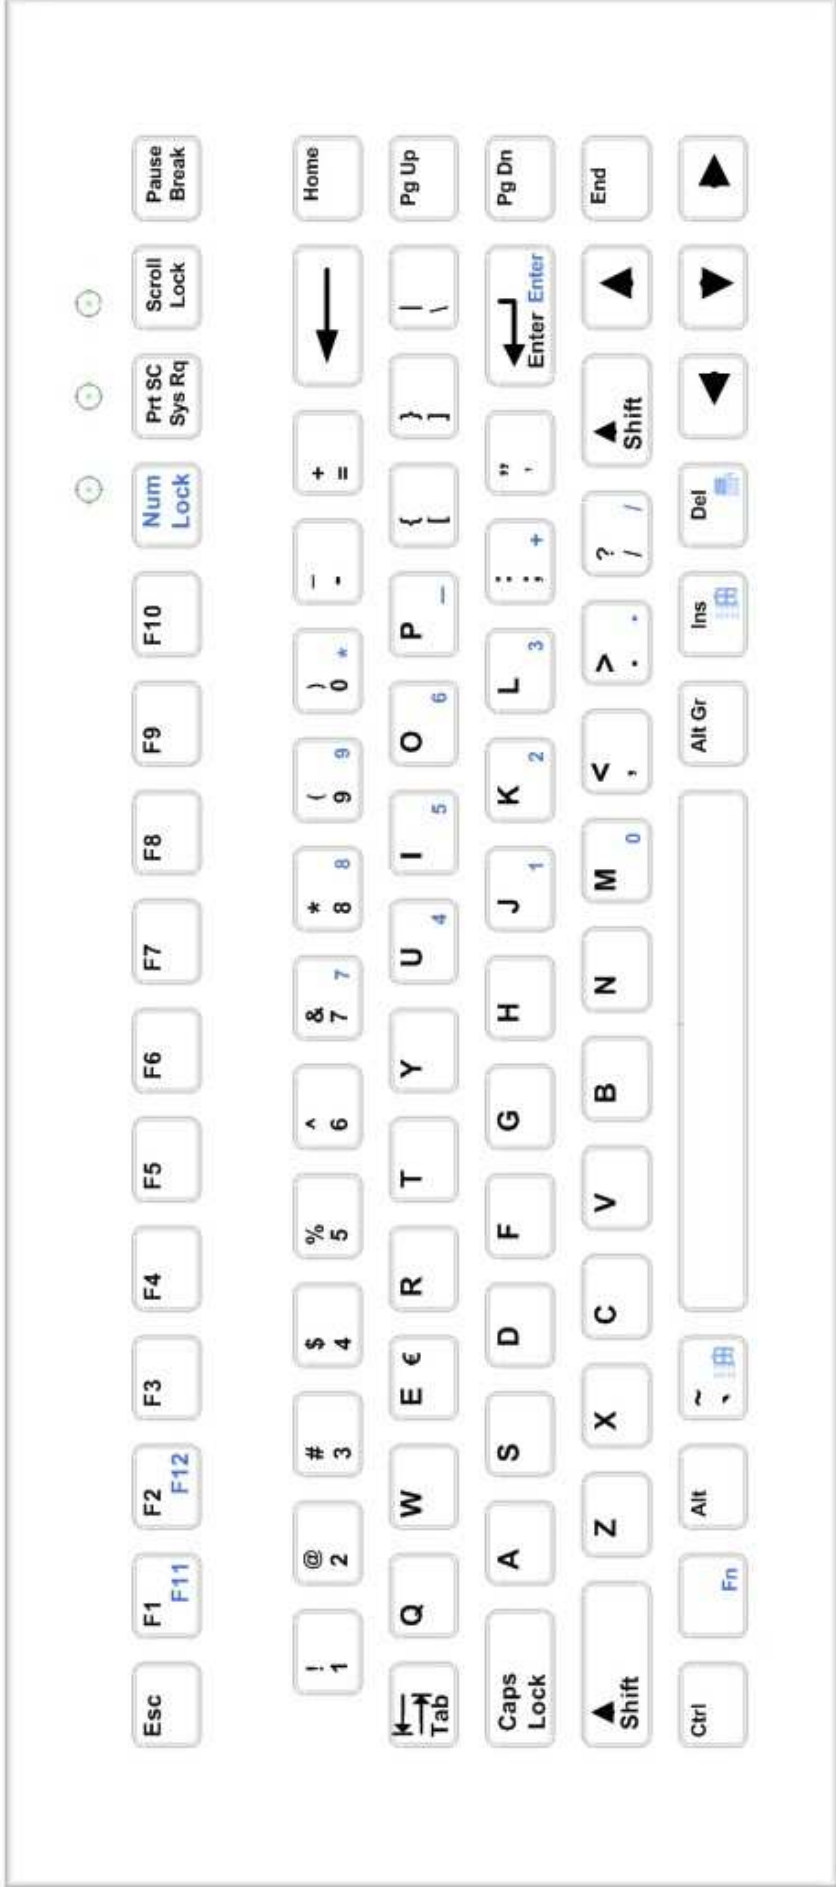 Esc
F1
F11
F2
F12
F3
F4
F5
F6
F7
F8
F9
F10
Num
Lock
Prt SC
Sys Rq
Scroll
Lock
Pause
Break
!
1
@
2
#
3
$
4
%
5
^
6
&
7 7
*
8 8
(
9 9
)
0 *
_
-
+
=
Home
Tab
Q
W
E €
R
T
Y
U
4
I
5
O
6
P
_
{
[
}
]
|
\
Pg Up
Caps
Lock
A
S
D
F
G
H
J
1
K
2
L
3
:
; +
”
’
Enter Enter
Pg Dn
Shift
Z
X
C
V
B
N
M
0
<
,
>
. .
?
/ /
Shift
End
Ctrl
Fn
Alt
~
`
Alt Gr
Ins
Del